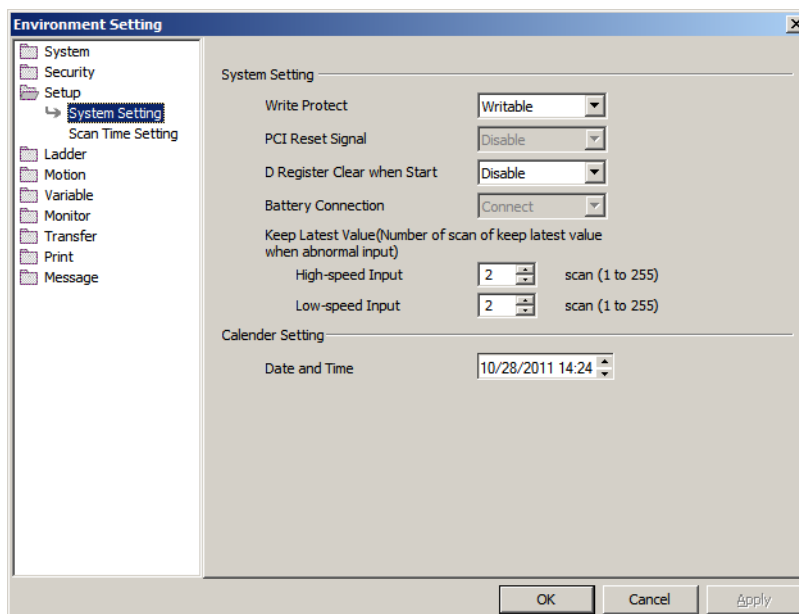 Environment Setting
System
Security
Setup
System Setting
Scan Time Setting
Ladder
Motion
Variable
Monitor
Transfer
Print
Message
System Setting
Write Protect Writable
PCI Reset Signal Disable
D Register Clear when Start Disable
Battery Connection Connect
Keep Latest Value(Number of scan of keep latest value
when abnormal input)
High-speed Input 2 scan (1 to 255)
Low-speed Input 2 scan (1 to 255)
Calender Setting
Date and Time 10/28/2011 14:24
OK Cancel Apply